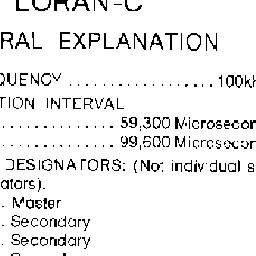 LORAN-C
RAL EXPLANATION
QUENCY .................. 100kH
TION INTERVAL
.............. 59,300 Microsecon
.............. 99,600 Microsecon
DESIGNATORS: (Not individual s
ators).
. Master
. Secondary
. Secondary